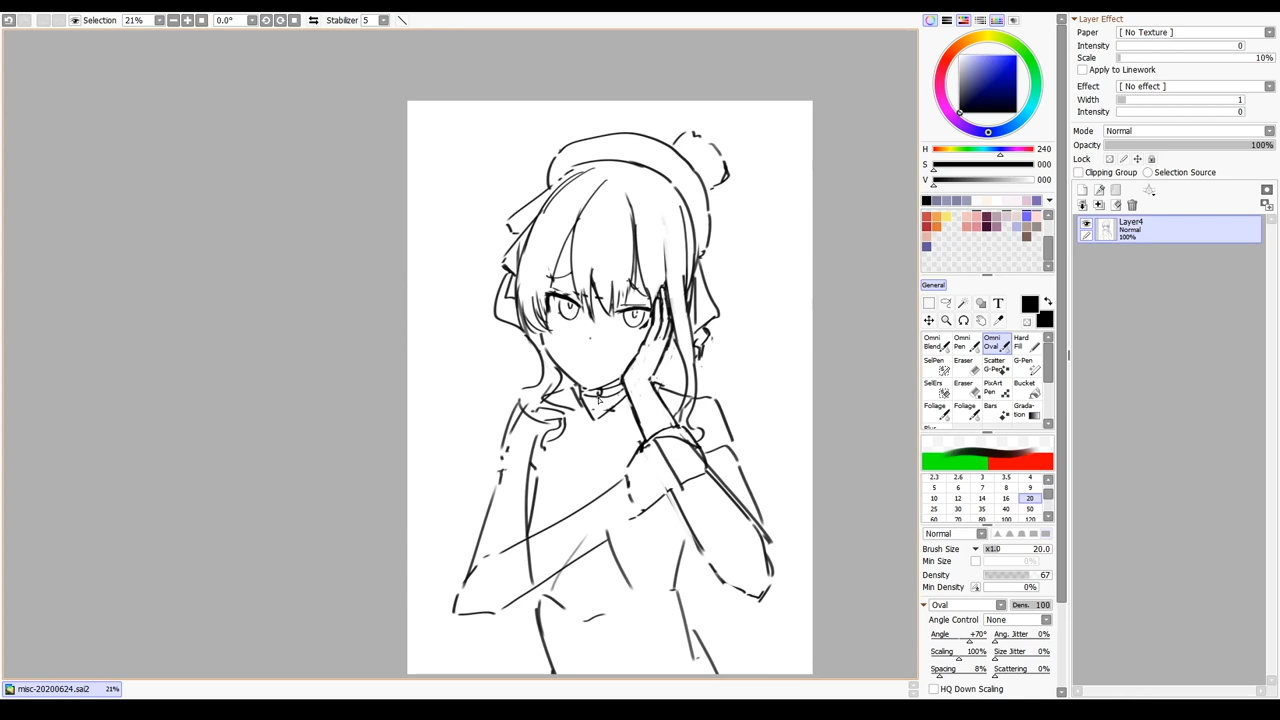 Selection 21% 0.0° Stabilizer 5
H 240
S 000
V 000
General
T
Omni Blend Omni Pen Omni Oval Hard Fill
SelPen Eraser Scatter G-Pen G-Pen
SelErs Eraser PixArt Pen Bucket
Foliage Foliage Bars Gradation
Blur
2.3 2.6 3 3.5 4
5 6 7 8 9
10 12 14 16 20
25 30 35 40 50
60 70 80 100 120
Normal
Brush Size x1.0 20.0
Min Size 0%
Density 67
Min Density 0%
Oval Dens. 100
Angle Control None
Angle +70° Ang. Jitter 0%
Scaling 100% Size Jitter 0%
Spacing 8% Scattering 0%
HQ Down Scaling
Layer Effect
Paper [ No Texture ]
Intensity 0
Scale 10%
Apply to Linework
Effect [ No effect ]
Width 1
Intensity 0
Mode Normal
Opacity 100%
Lock
Clipping Group Selection Source
Layer4
Normal
100%
misc-20200624.sai2 21%